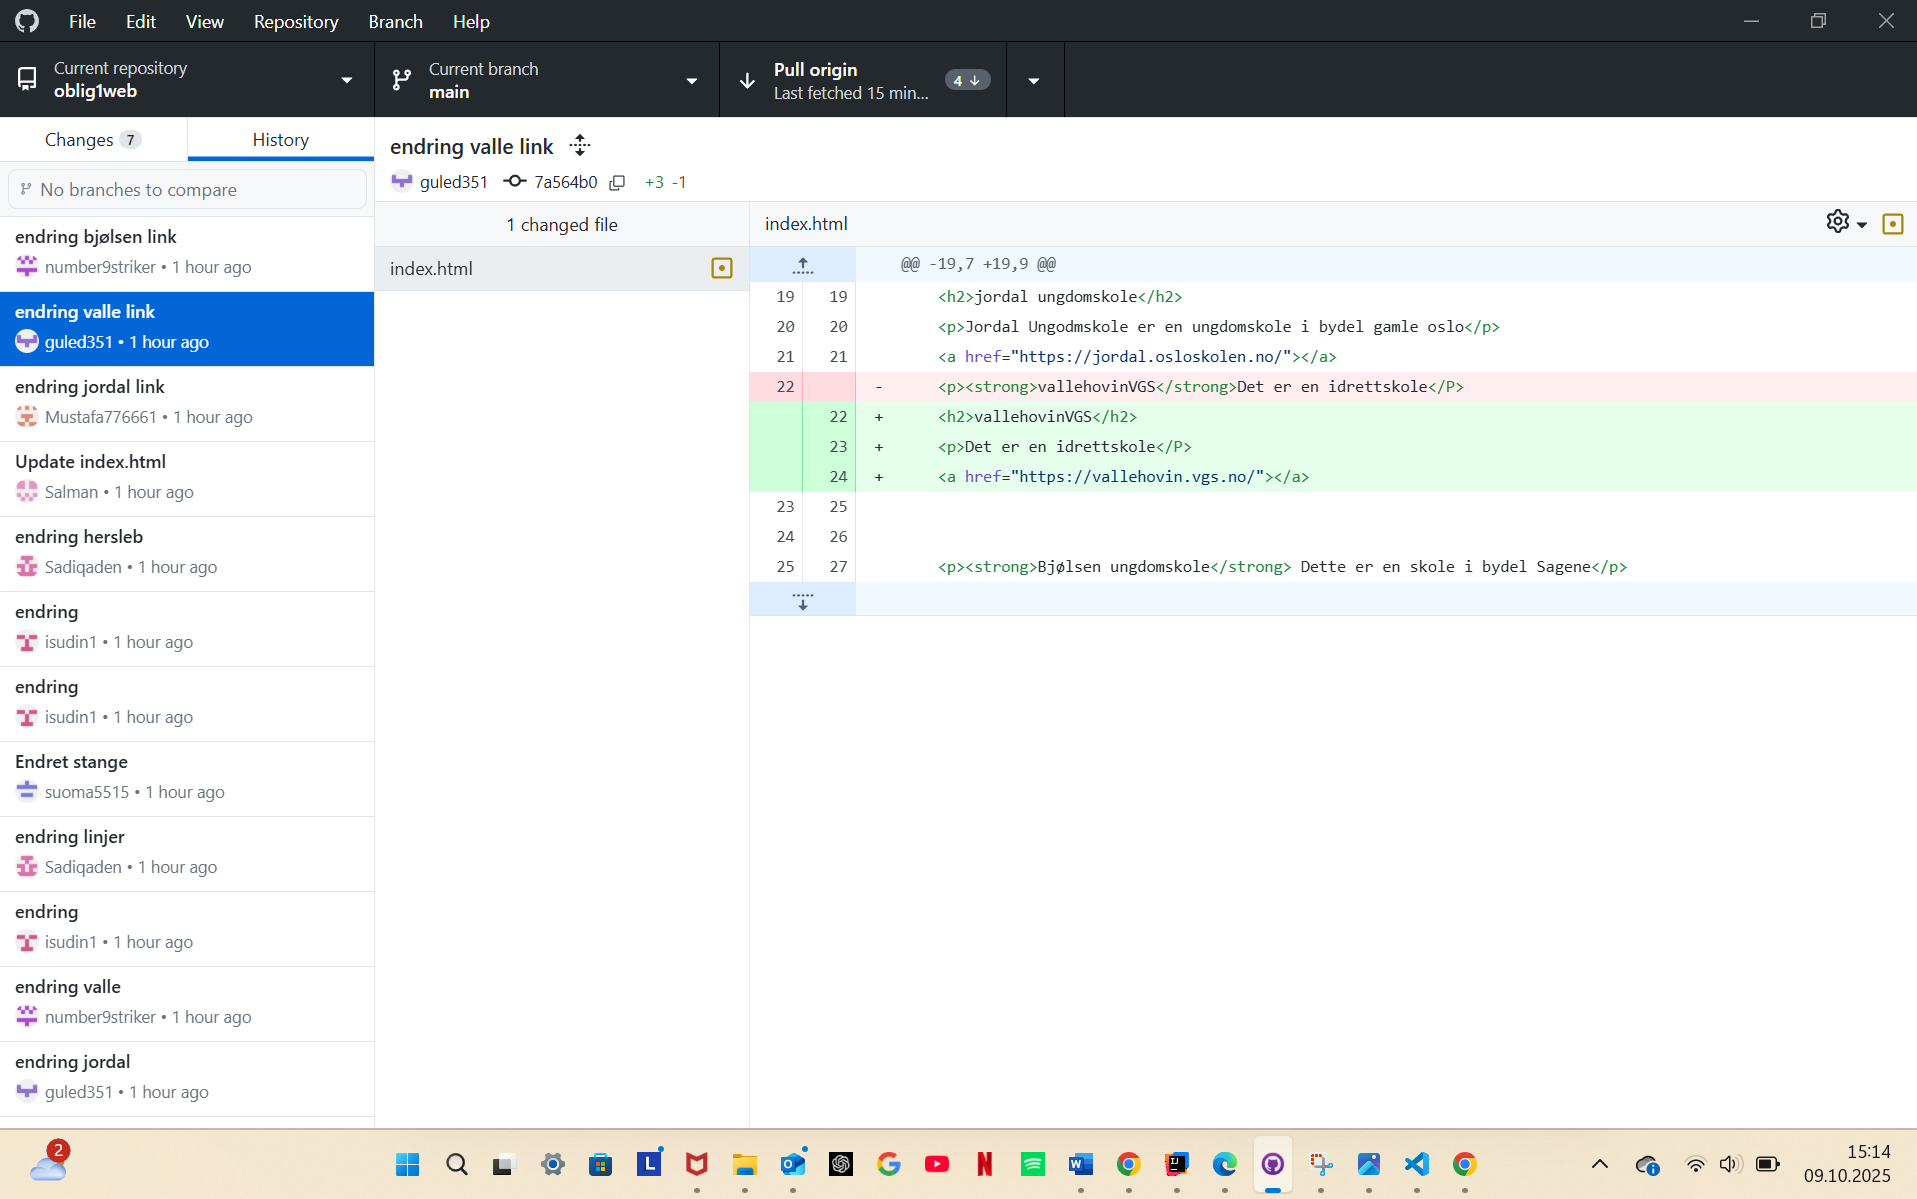 File Edit View Repository Branch Help
Current repository
oblig1web
Current branch
main
Pull origin
Last fetched 15 min...
4
Changes 7
History
No branches to compare
endring bjølsen link
number9striker • 1 hour ago
endring valle link
guled351 • 1 hour ago
endring jordal link
Mustafa776661 • 1 hour ago
Update index.html
Salman • 1 hour ago
endring hersleb
Sadiqaden • 1 hour ago
endring
isudin1 • 1 hour ago
endring
isudin1 • 1 hour ago
Endret stange
suoma5515 • 1 hour ago
endring linjer
Sadiqaden • 1 hour ago
endring
isudin1 • 1 hour ago
endring valle
number9striker • 1 hour ago
endring jordal
guled351 • 1 hour ago
endring valle link
guled351 7a564b0 +3 -1
1 changed file
index.html
index.html
@@ -19,7 +19,9 @@
19 19 <h2>jordal ungdomskole</h2>
20 20 <p>Jordal Ungodmskole er en ungdomskole i bydel gamle oslo</p>
21 21 <a href="https://jordal.osloskolen.no/"></a>
22 - <p><strong>vallehovinVGS</strong>Det er en idrettskole</P>
22 + <h2>vallehovinVGS</h2>
23 + <p>Det er en idrettskole</P>
24 + <a href="https://vallehovin.vgs.no/"></a>
23 25
24 26
25 27 <p><strong>Bjølsen ungdomskole</strong> Dette er en skole i bydel Sagene</p>
2
15:14
09.10.2025